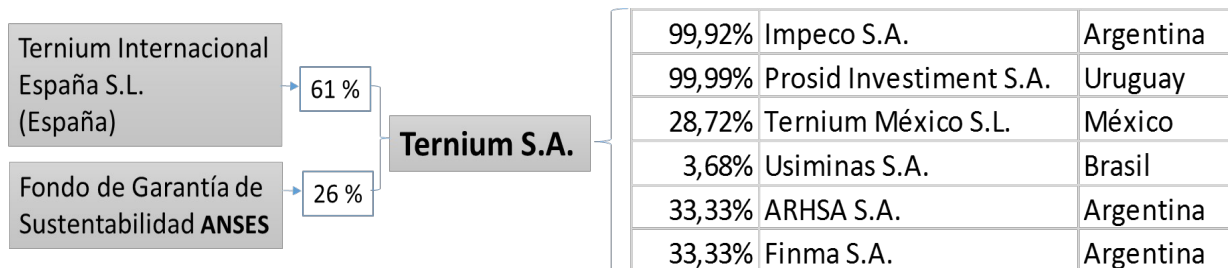 Ternium Internacional
España S.L.
(España)
61 %
Fondo de Garantía de
Sustentabilidad ANSES
26 %
Ternium S.A.
99,92% Impeco S.A. Argentina
99,99% Prosid Investiment S.A. Uruguay
28,72% Ternium México S.L. México
3,68% Usiminas S.A. Brasil
33,33% ARHSA S.A. Argentina
33,33% Finma S.A. Argentina